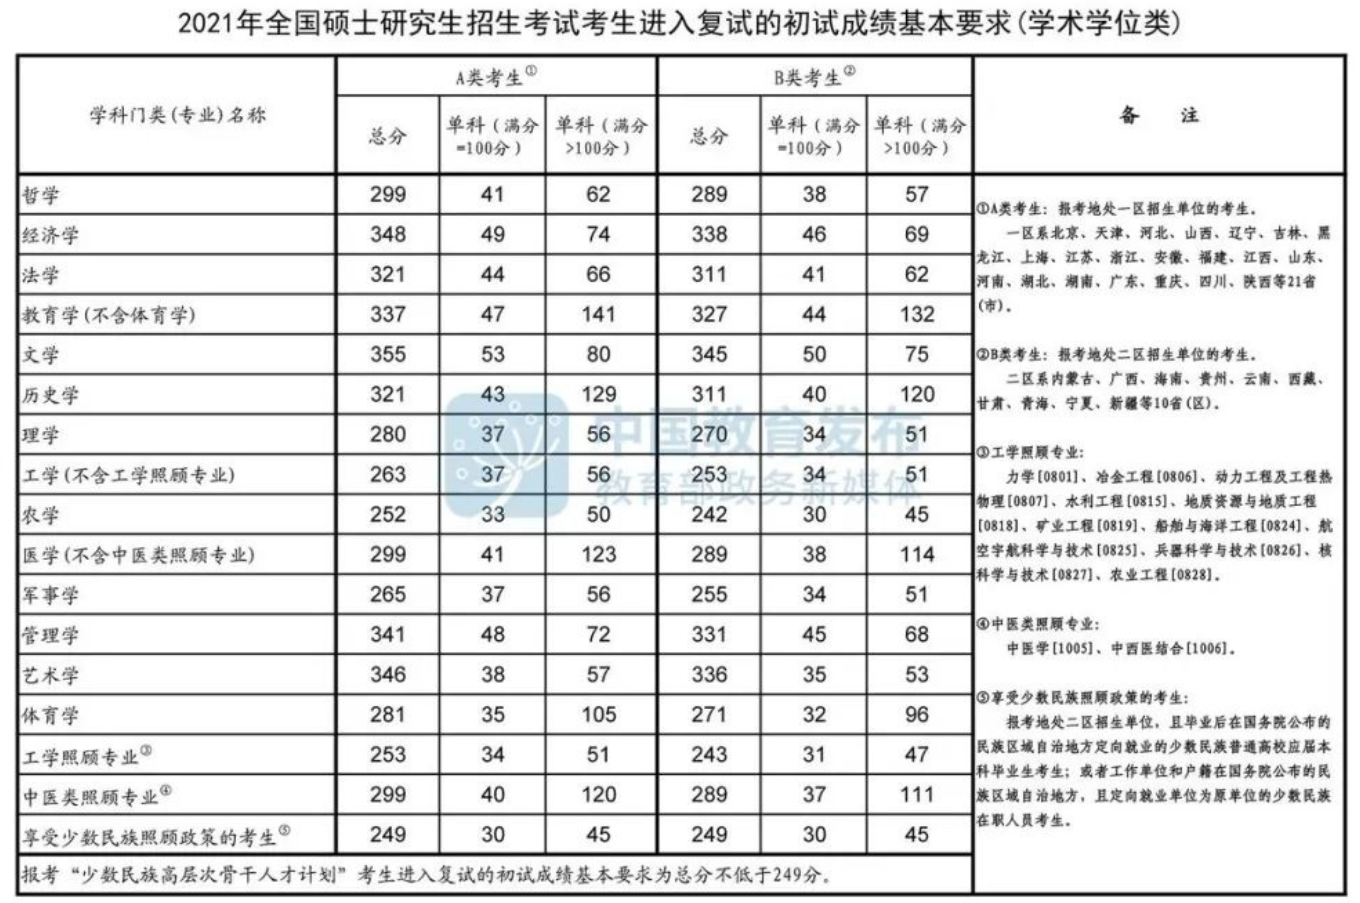 2021年全国硕士研究生招生考试考生进入复试的初试成绩基本要求(学术学位类)
学科门类(专业)名称
A类考生①
B类考生②
备 注
总分
单科（满分=100分）
单科（满分>100分）
总分
单科（满分=100分）
单科（满分>100分）
哲学 299 41 62 289 38 57
经济学 348 49 74 338 46 69
法学 321 44 66 311 41 62
教育学(不含体育学) 337 47 141 327 44 132
文学 355 53 80 345 50 75
历史学 321 43 129 311 40 120
理学 280 37 56 270 34 51
工学(不含工学照顾专业) 263 37 56 253 34 51
农学 252 33 50 242 30 45
医学(不含中医类照顾专业) 299 41 123 289 38 114
军事学 265 37 56 255 34 51
管理学 341 48 72 331 45 68
艺术学 346 38 57 336 35 53
体育学 281 35 105 271 32 96
工学照顾专业③ 253 34 51 243 31 47
中医类照顾专业④ 299 40 120 289 37 111
享受少数民族照顾政策的考生⑤ 249 30 45 249 30 45
报考“少数民族高层次骨干人才计划”考生进入复试的初试成绩基本要求为总分不低于249分。
①A类考生：报考地处一区招生单位的考生。
一区系北京、天津、河北、山西、辽宁、吉林、黑
龙江、上海、江苏、浙江、安徽、福建、江西、山东、
河南、湖北、湖南、广东、重庆、四川、陕西等21省
(市)。
②B类考生：报考地处二区招生单位的考生。
二区系内蒙古、广西、海南、贵州、云南、西藏、
甘肃、青海、宁夏、新疆等10省(区)。
③工学照顾专业：
力学[0801]、冶金工程[0806]、动力工程及工程热
物理[0807]、水利工程[0815]、地质资源与地质工程
[0818]、矿业工程[0819]、船舶与海洋工程[0824]、航
空宇航科学与技术[0825]、兵器科学与技术[0826]、核
科学与技术[0827]、农业工程[0828]。
④中医类照顾专业：
中医学[1005]、中西医结合[1006]。
⑤享受少数民族照顾政策的考生：
报考地处二区招生单位，且毕业后在国务院公布的
民族区域自治地方定向就业的少数民族普通高校应届本
科毕业生考生；或者工作单位和户籍在国务院公布的民
族区域自治地方，且定向就业单位为原单位的少数民族
在职人员考生。
中国教育发布
教育部政务新媒体